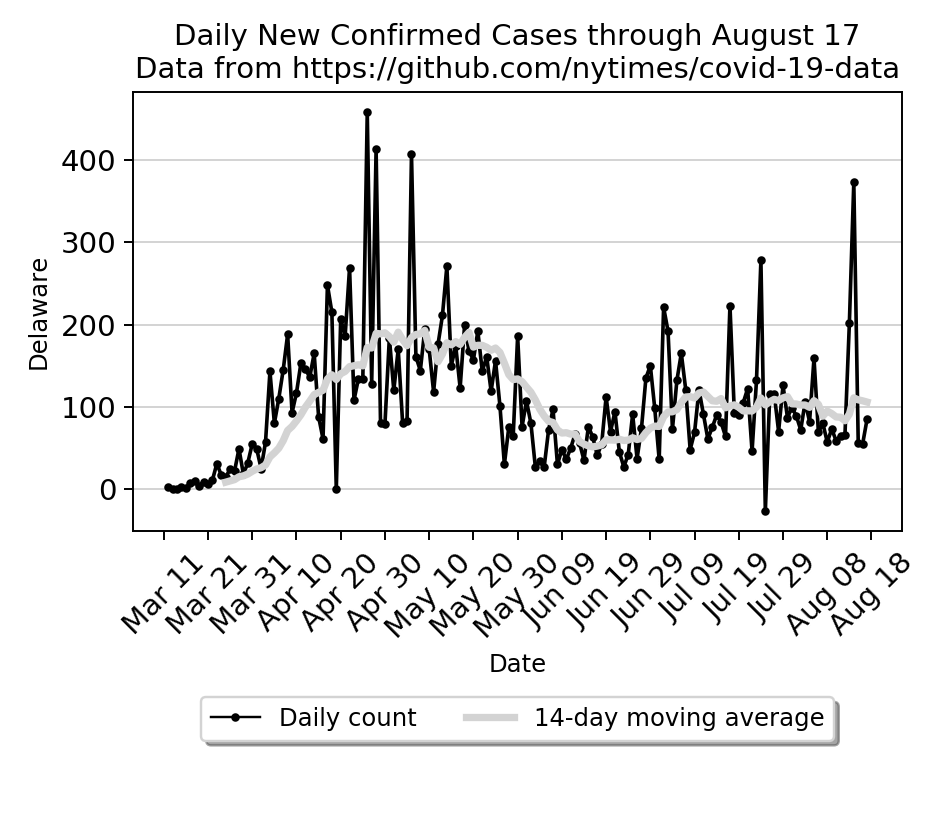 Daily New Confirmed Cases through August 17
Data from https://github.com/nytimes/covid-19-data
Delaware
400
300
200
100
0
Mar 11
Mar 21
Mar 31
Apr 10
Apr 20
Apr 30
May 10
May 20
May 30
Jun 09
Jun 19
Jun 29
Jul 09
Jul 19
Jul 29
Aug 08
Aug 18
Date
Daily count
14-day moving average